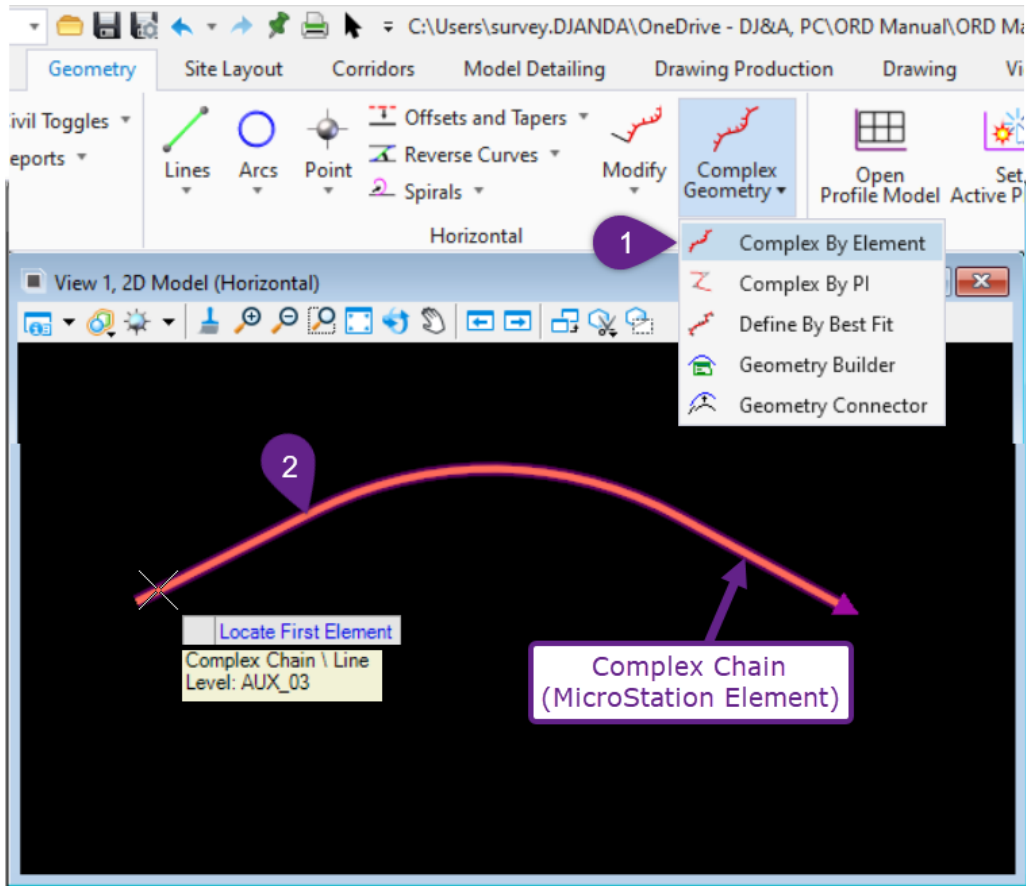 C:\Users\survey.DJANDA\OneDrive - DJ&A, PC\ORD Manual\ORD Ma
Geometry Site Layout Corridors Model Detailing Drawing Production Drawing Vi
ivil Toggles
eports
Lines
Arcs
Point
Offsets and Tapers
Reverse Curves
Spirals
Modify
Complex
Geometry
Open
Profile Model
Set
Active P
Horizontal
1
Complex By Element
Complex By PI
Define By Best Fit
Geometry Builder
Geometry Connector
View 1, 2D Model (Horizontal)
2
Locate First Element
Complex Chain \ Line
Level: AUX_03
Complex Chain
(MicroStation Element)